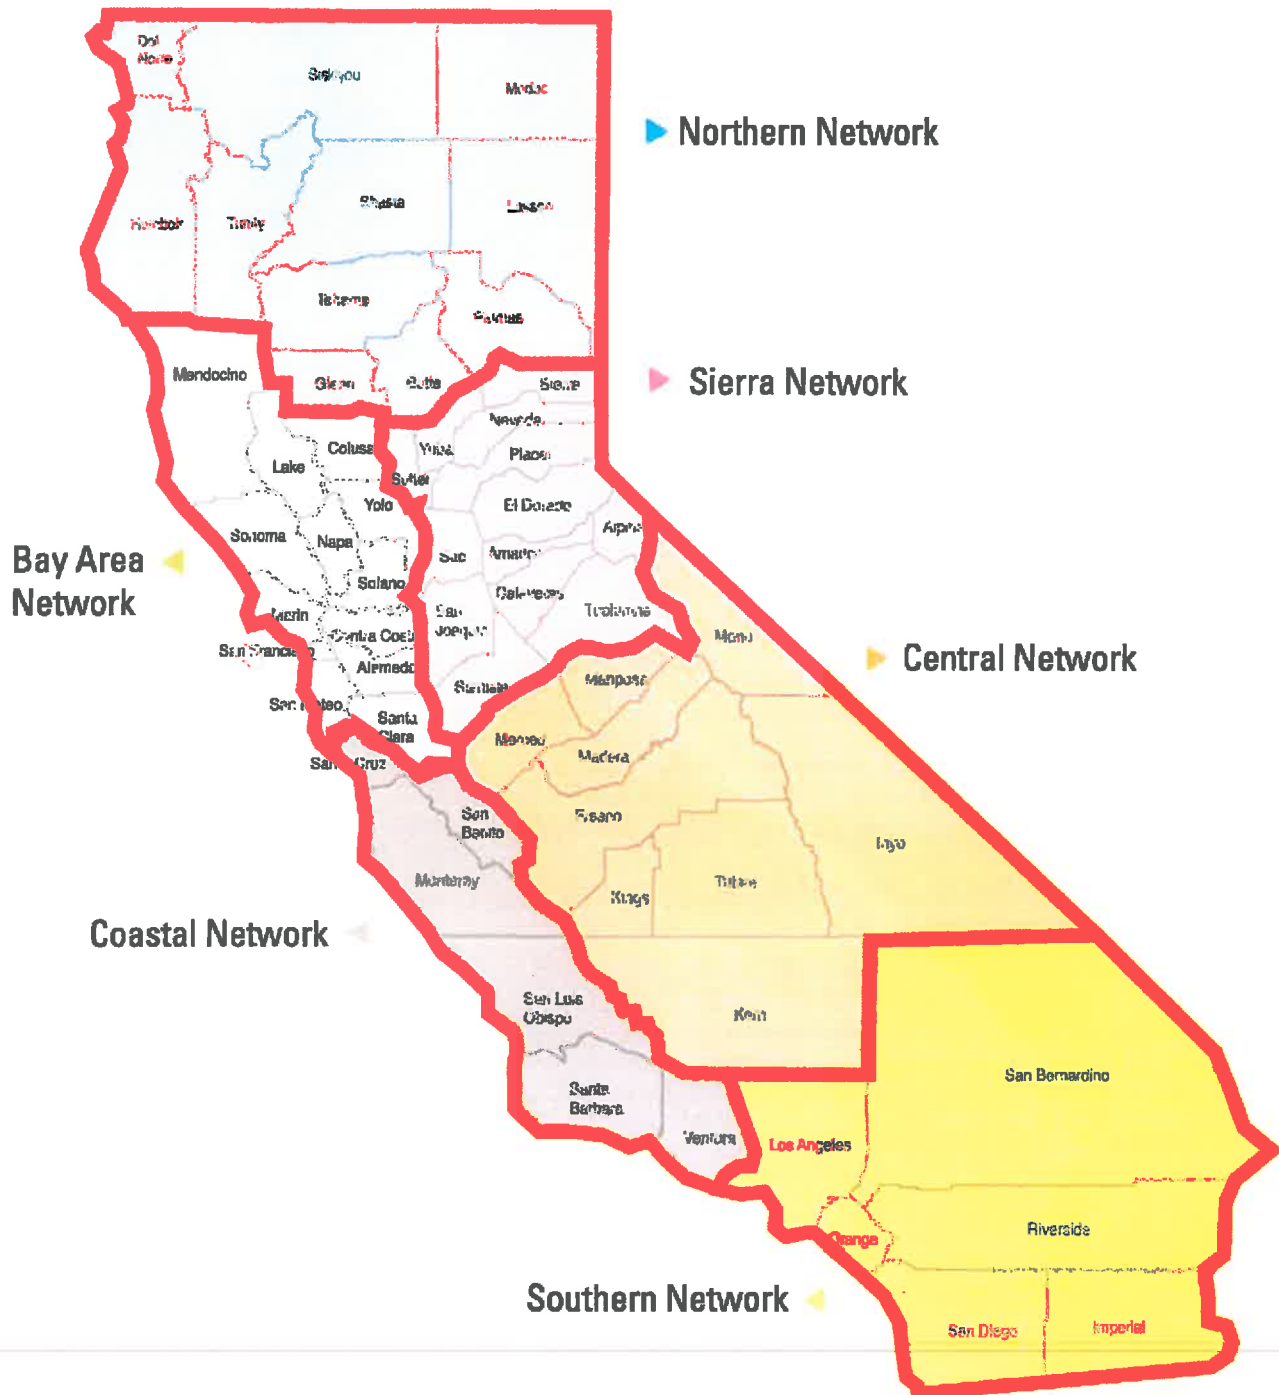 Del
Norte
Siskiyou
Modoc
Northern Network
Shasta
Lassen
Humboldt
Trinity
Tehama
Plumas
Mendocino
Glenn
Butte
Sierra
Sierra Network
Nevada
Colusa
Yuba
Placer
Lake
Sutter
Yolo
El Dorado
Sonoma
Napa
Alpine
Bay Area
Network
Sac
Amador
Solano
Calaveras
Marin
San
Joaquin
Tuolumne
Contra Costa
Mono
San Francisco
Alameda
Central Network
Mariposa
San Mateo
Santa
Clara
Merced
Madera
Santa Cruz
San
Benito
Fresno
Inyo
Monterey
Kings
Tulare
Coastal Network
San Luis
Obispo
Kern
San Bernardino
Santa
Barbara
Ventura
Los Angeles
Orange
Riverside
Southern Network
San Diego
Imperial